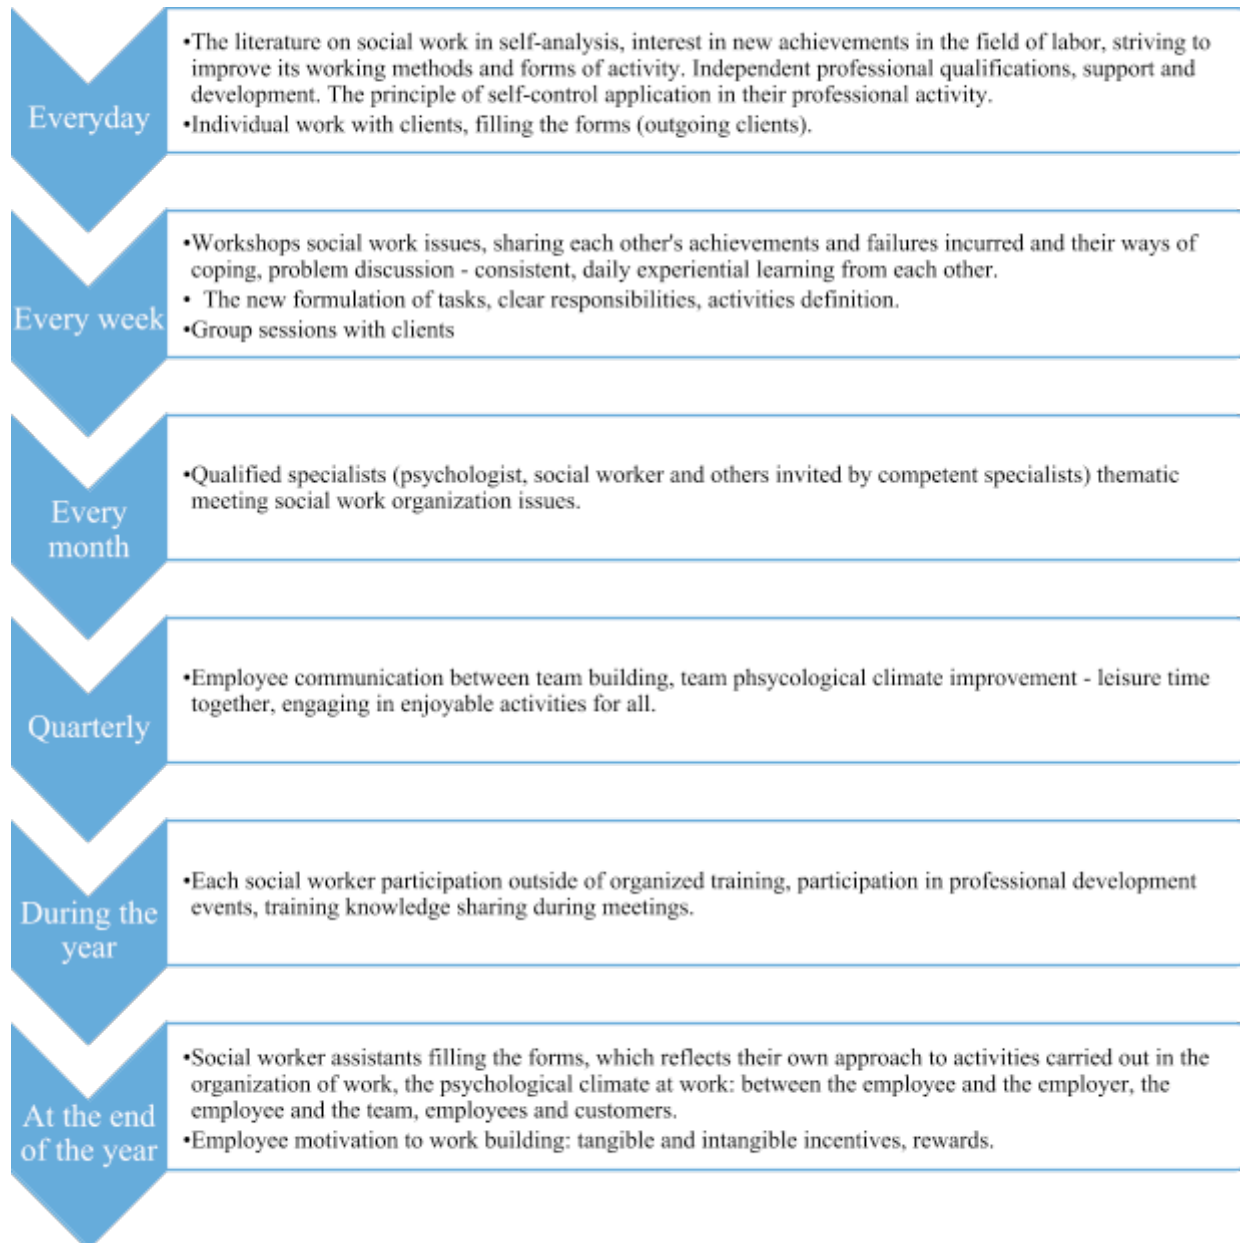 Everyday
•The literature on social work in self-analysis, interest in new achievements in the field of labor, striving to
improve its working methods and forms of activity. Independent professional qualifications, support and
development. The principle of self-control application in their professional activity.
•Individual work with clients, filling the forms (outgoing clients).
Every week
•Workshops social work issues, sharing each other's achievements and failures incurred and their ways of
coping, problem discussion - consistent, daily experiential learning from each other.
• The new formulation of tasks, clear responsibilities, activities definition.
•Group sessions with clients
Every
month
•Qualified specialists (psychologist, social worker and others invited by competent specialists) thematic
meeting social work organization issues.
Quarterly
•Employee communication between team building, team phsycological climate improvement - leisure time
together, engaging in enjoyable activities for all.
During the
year
•Each social worker participation outside of organized training, participation in professional development
events, training knowledge sharing during meetings.
At the end
of the year
•Social worker assistants filling the forms, which reflects their own approach to activities carried out in the
organization of work, the psychological climate at work: between the employee and the employer, the
employee and the team, employees and customers.
•Employee motivation to work building: tangible and intangible incentives, rewards.